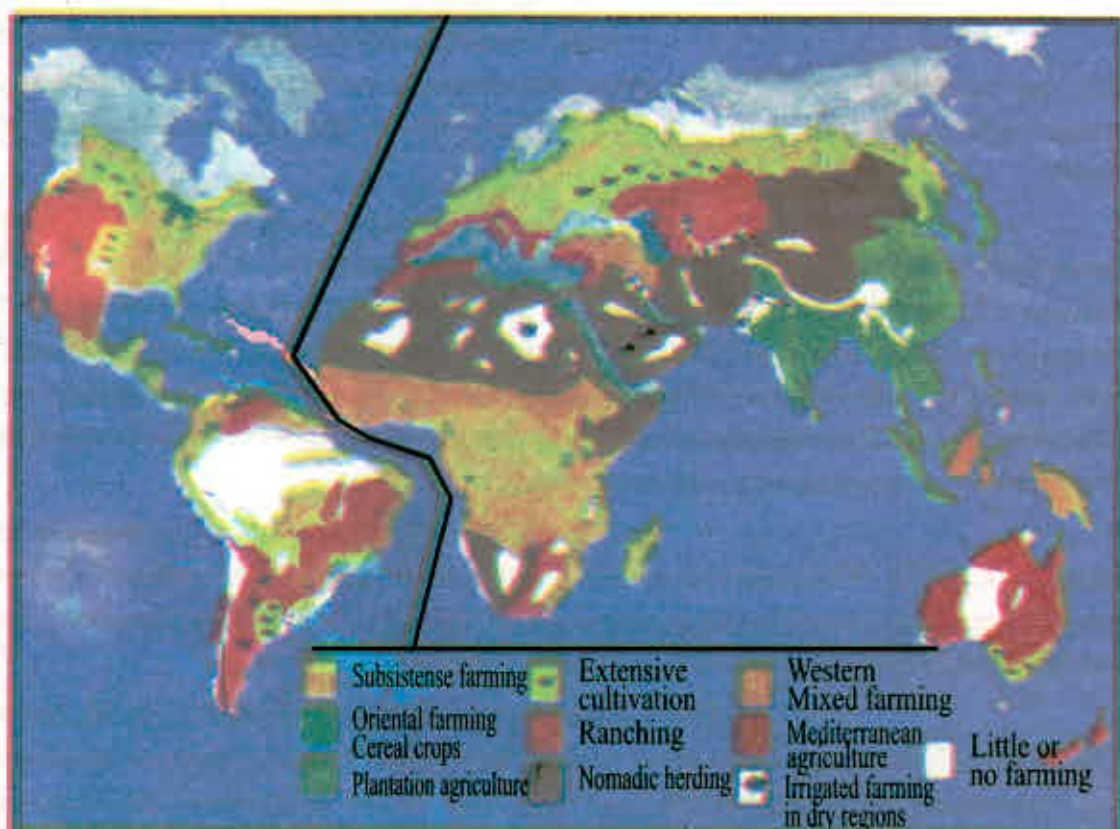 Subsistense farming
Oriental farming
Cereal crops
Plantation agriculture
Extensive
cultivation
Ranching
Nomadic herding
Western
Mixed farming
Mediterranean
agriculture
Irrigated farming
in dry regions
Little or
no farming